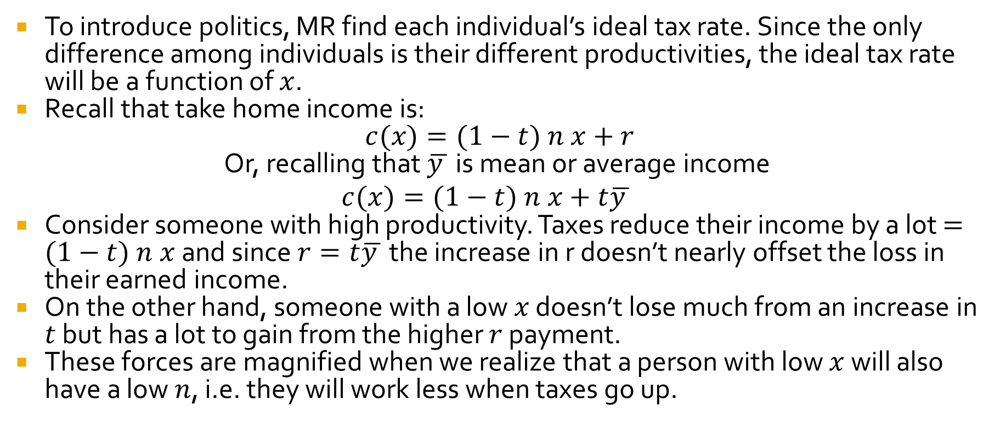 ▪ To introduce politics, MR find each individual’s ideal tax rate. Since the only
difference among individuals is their different productivities, the ideal tax rate
will be a function of 𝑥.
▪ Recall that take home income is:
𝑐(𝑥) = (1 − 𝑡) 𝑛 𝑥 + 𝑟
Or, recalling that y̅ is mean or average income
𝑐(𝑥) = (1 − 𝑡) 𝑛 𝑥 + 𝑡y̅
▪ Consider someone with high productivity. Taxes reduce their income by a lot =
(1 − 𝑡) 𝑛 𝑥 and since 𝑟 = 𝑡y̅ the increase in r doesn’t nearly offset the loss in
their earned income.
▪ On the other hand, someone with a low 𝑥 doesn’t lose much from an increase in
𝑡 but has a lot to gain from the higher 𝑟 payment.
▪ These forces are magnified when we realize that a person with low 𝑥 will also
have a low 𝑛, i.e. they will work less when taxes go up.